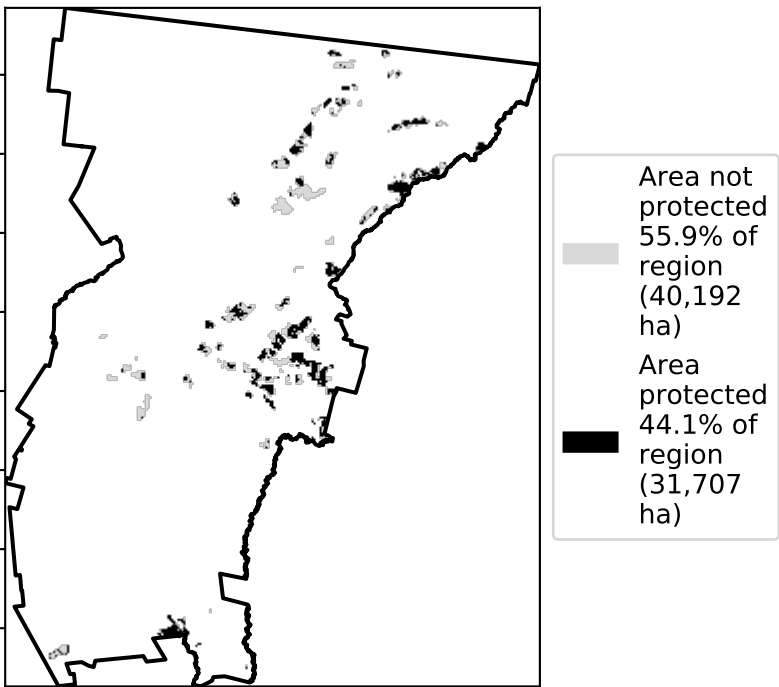 Area not
protected
55.9% of
region
(40,192
ha)
Area
protected
44.1% of
region
(31,707
ha)